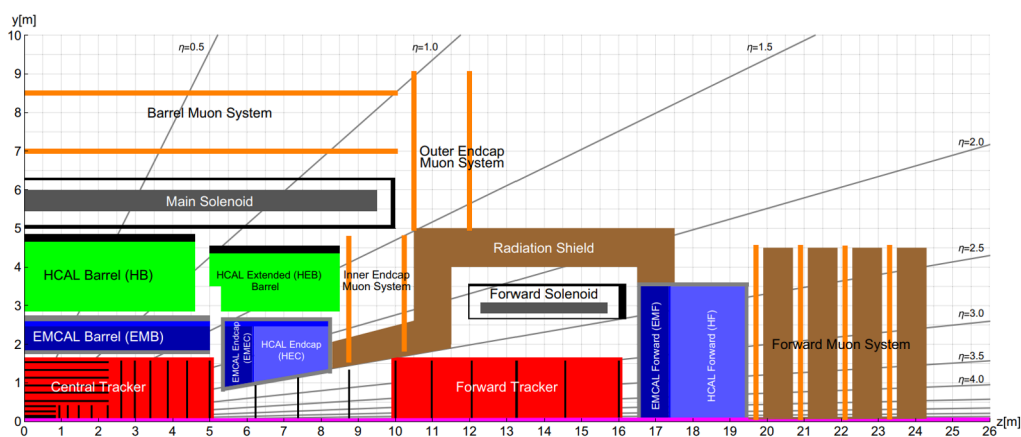 y[m]
10
9
8
7
6
5
4
3
2
1
0
η=0.5
η=1.0
η=1.5
η=2.0
η=2.5
η=3.0
η=3.5
η=4.0
Barrel Muon System
Outer Endcap
Muon System
Main Solenoid
Radiation Shield
HCAL Barrel (HB)
HCAL Extended (HEB)
Barrel
Inner Endcap
Muon System
Forward Solenoid
EMCAL Barrel (EMB)
EMCAL Endcap
(EMEC)
HCAL Endcap
(HEC)
EMCAL Forward (EMF)
HCAL Forward (HF)
Forward Muon System
Central Tracker
Forward Tracker
0 1 2 3 4 5 6 7 8 9 10 11 12 13 14 15 16 17 18 19 20 21 22 23 24 25 26
z[m]